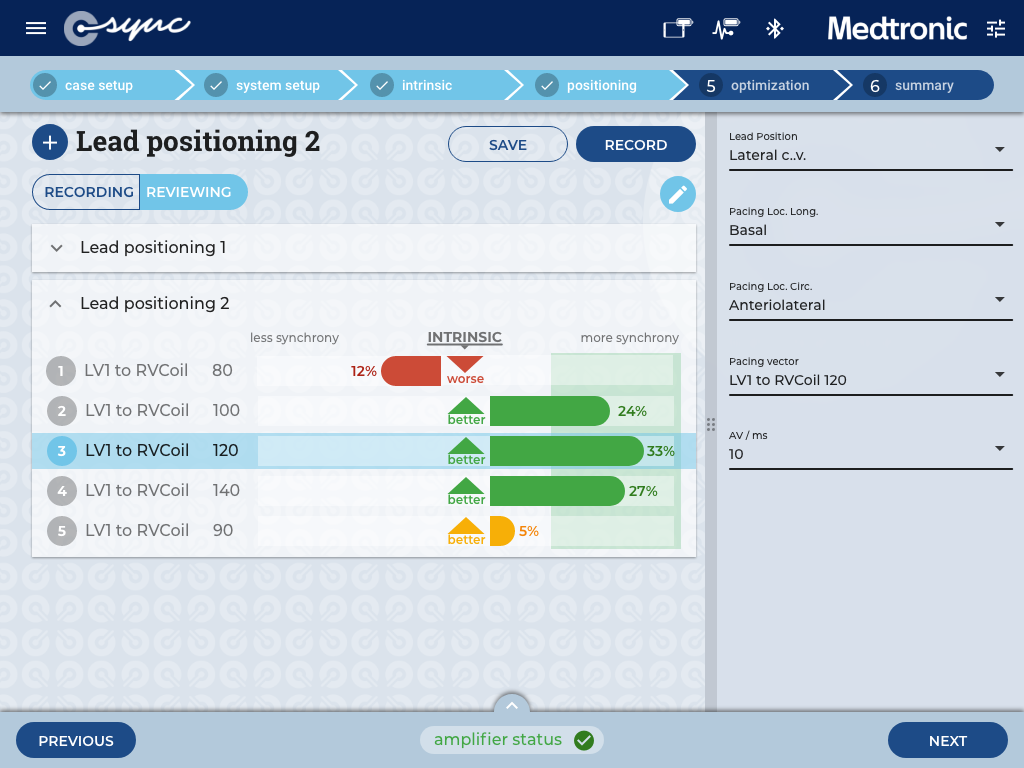 sync
Medtronic
case setup
system setup
intrinsic
positioning
5 optimization
6 summary
Lead positioning 2
SAVE
RECORD
RECORDING
REVIEWING
Lead positioning 1
Lead positioning 2
less synchrony
INTRINSIC
more synchrony
1 LV1 to RVCoil 80 12% worse
2 LV1 to RVCoil 100 better 24%
3 LV1 to RVCoil 120 better 33%
4 LV1 to RVCoil 140 better 27%
5 LV1 to RVCoil 90 better 5%
Lead Position
Lateral c..v.
Pacing Loc. Long.
Basal
Pacing Loc. Circ.
Anteriolateral
Pacing vector
LV1 to RVCoil 120
AV / ms
10
PREVIOUS
amplifier status
NEXT